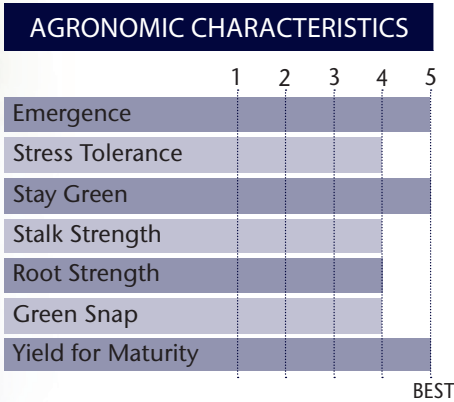 AGRONOMIC CHARACTERISTICS
1 2 3 4 5
Emergence
Stress Tolerance
Stay Green
Stalk Strength
Root Strength
Green Snap
Yield for Maturity
BEST